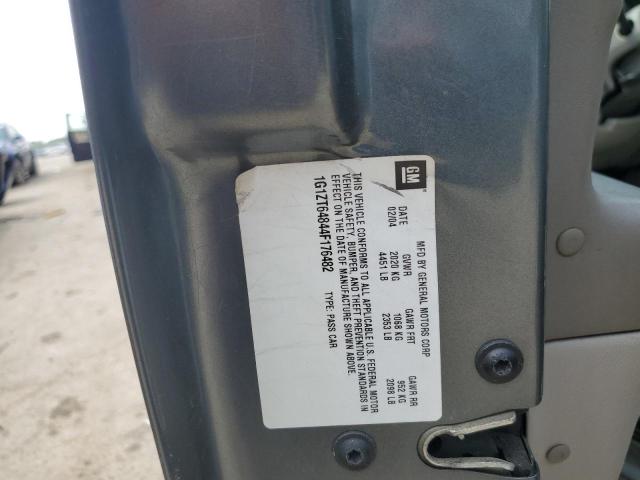 GM
MFD BY GENERAL MOTORS CORP
DATE GVWR GAWR FRT GAWR RR
02/04 2020 KG 1068 KG 952 KG
4451 LB 2353 LB 2098 LB
THIS VEHICLE CONFORMS TO ALL APPLICABLE U.S. FEDERAL MOTOR
VEHICLE SAFETY, BUMPER, AND THEFT PREVENTION STANDARDS IN
EFFECT ON THE DATE OF MANUFACTURE SHOWN ABOVE.
1G1ZT64844F176482 TYPE: PASS CAR